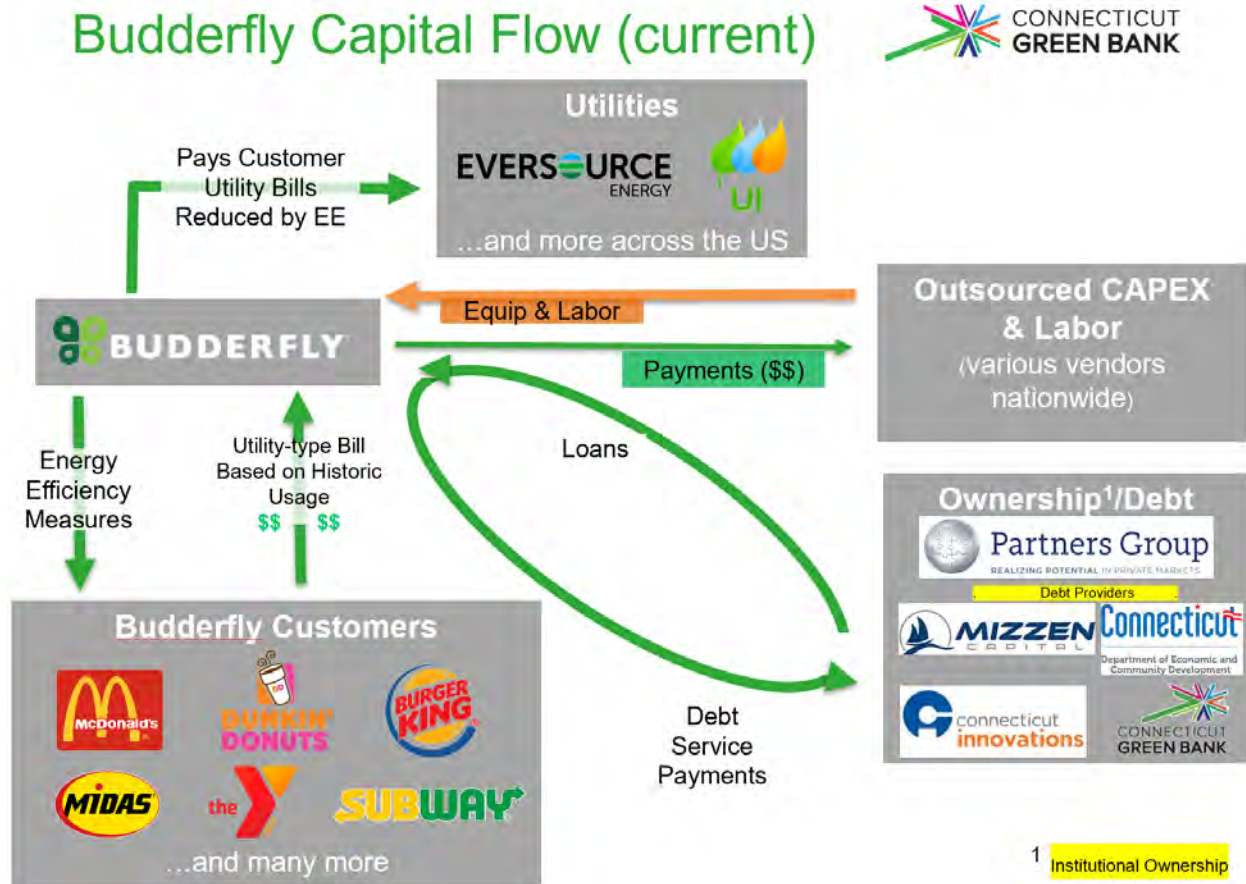 Budderfly Capital Flow (current)
CONNECTICUT
GREEN BANK
Utilities
EVERSOURCE
ENERGY
UI
...and more across the US
Pays Customer
Utility Bills
Reduced by EE
BUDDERFLY
Equip & Labor
Payments ($$)
Outsourced CAPEX
& Labor
(various vendors
nationwide)
Energy
Efficiency
Measures
Utility-type Bill
Based on Historic
Usage
$$ $$
Loans
Debt
Service
Payments
Ownership¹/Debt
Partners Group
REALIZING POTENTIAL IN PRIVATE MARKETS
Debt Providers
MIZZEN
CAPITAL
Connecticut
Department of Economic and
Community Development
connecticut
innovations
CONNECTICUT
GREEN BANK
Budderfly Customers
McDonald's
DD
DUNKIN'
DONUTS
BURGER
KING
MIDAS
the Y
SUBWAY
...and many more
1 Institutional Ownership